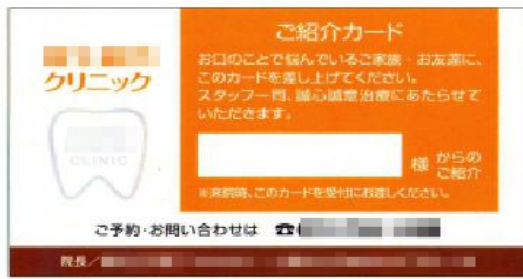 クリニック
CLINIC
ご紹介カード
お口のことで悩んでいるご家族・お友達に、
このカードを差し上げてください。
スタッフ一同、誠心誠意治療にあたらせて
いただきます。
様 からの
ご紹介
※来院時、このカードを受付にお渡しください。
ご予約・お問い合わせは ☎
院長／